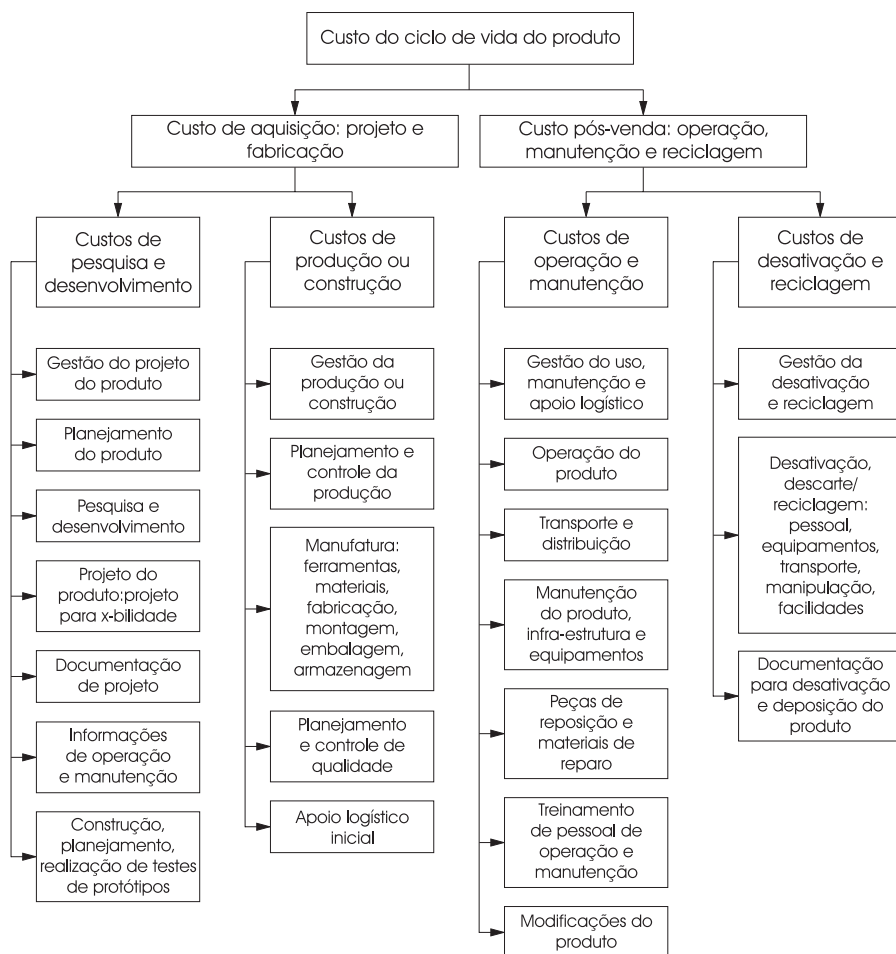 Custo do ciclo de vida do produto
Custo de aquisição: projeto e
fabricação
Custo pós-venda: operação,
manutenção e reciclagem
Custos de
pesquisa e
desenvolvimento
Custos de
produção ou
construção
Custos de
operação e
manutenção
Custos de
desativação e
reciclagem
Gestão do projeto
do produto
Planejamento
do produto
Pesquisa e
desenvolvimento
Projeto do
produto:projeto
para x-bilidade
Documentação
de projeto
Informações
de operação
e manutenção
Construção,
planejamento,
realização de testes
de protótipos
Gestão da
produção ou
construção
Planejamento e
controle da
produção
Manufatura:
ferramentas,
materiais,
fabricação,
montagem,
embalagem,
armazenagem
Planejamento
e controle de
qualidade
Apoio logístico
inicial
Gestão do uso,
manutenção e
apoio logístico
Operação do
produto
Transporte e
distribuição
Manutenção
do produto,
infra-estrutura e
equipamentos
Peças de
reposição e
materiais de
reparo
Treinamento
de pessoal de
operação e
manutenção
Modificações do
produto
Gestão da
desativação
e reciclagem
Desativação,
descarte/
reciclagem:
pessoal,
equipamentos,
transporte,
manipulação,
facilidades
Documentação
para desativação
e deposição do
produto